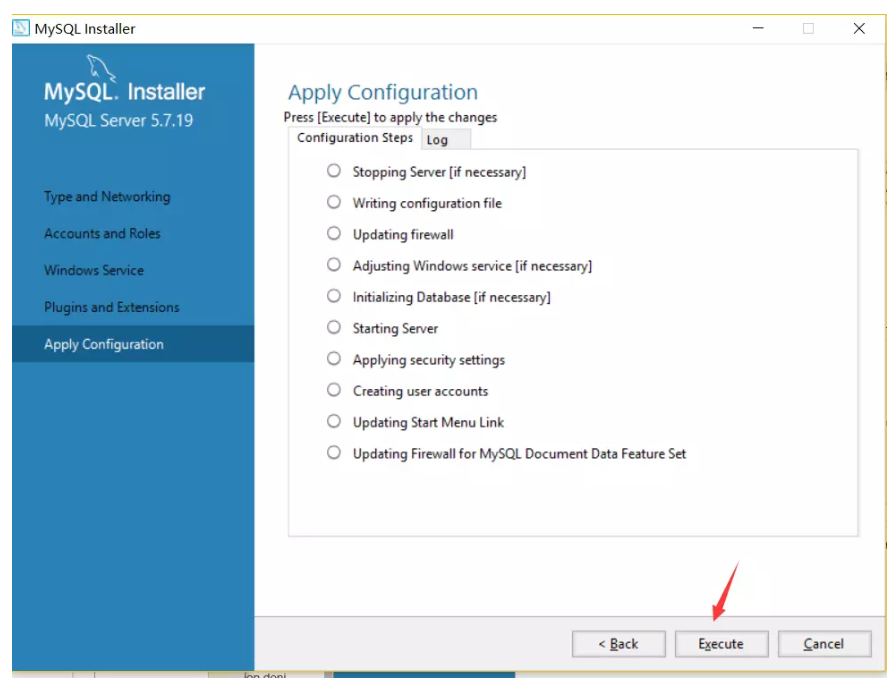 MySQL Installer
MySQL. Installer
MySQL Server 5.7.19
Type and Networking
Accounts and Roles
Windows Service
Plugins and Extensions
Apply Configuration
Apply Configuration
Press [Execute] to apply the changes
Configuration Steps Log
Stopping Server [if necessary]
Writing configuration file
Updating firewall
Adjusting Windows service [if necessary]
Initializing Database [if necessary]
Starting Server
Applying security settings
Creating user accounts
Updating Start Menu Link
Updating Firewall for MySQL Document Data Feature Set
< Back Execute Cancel